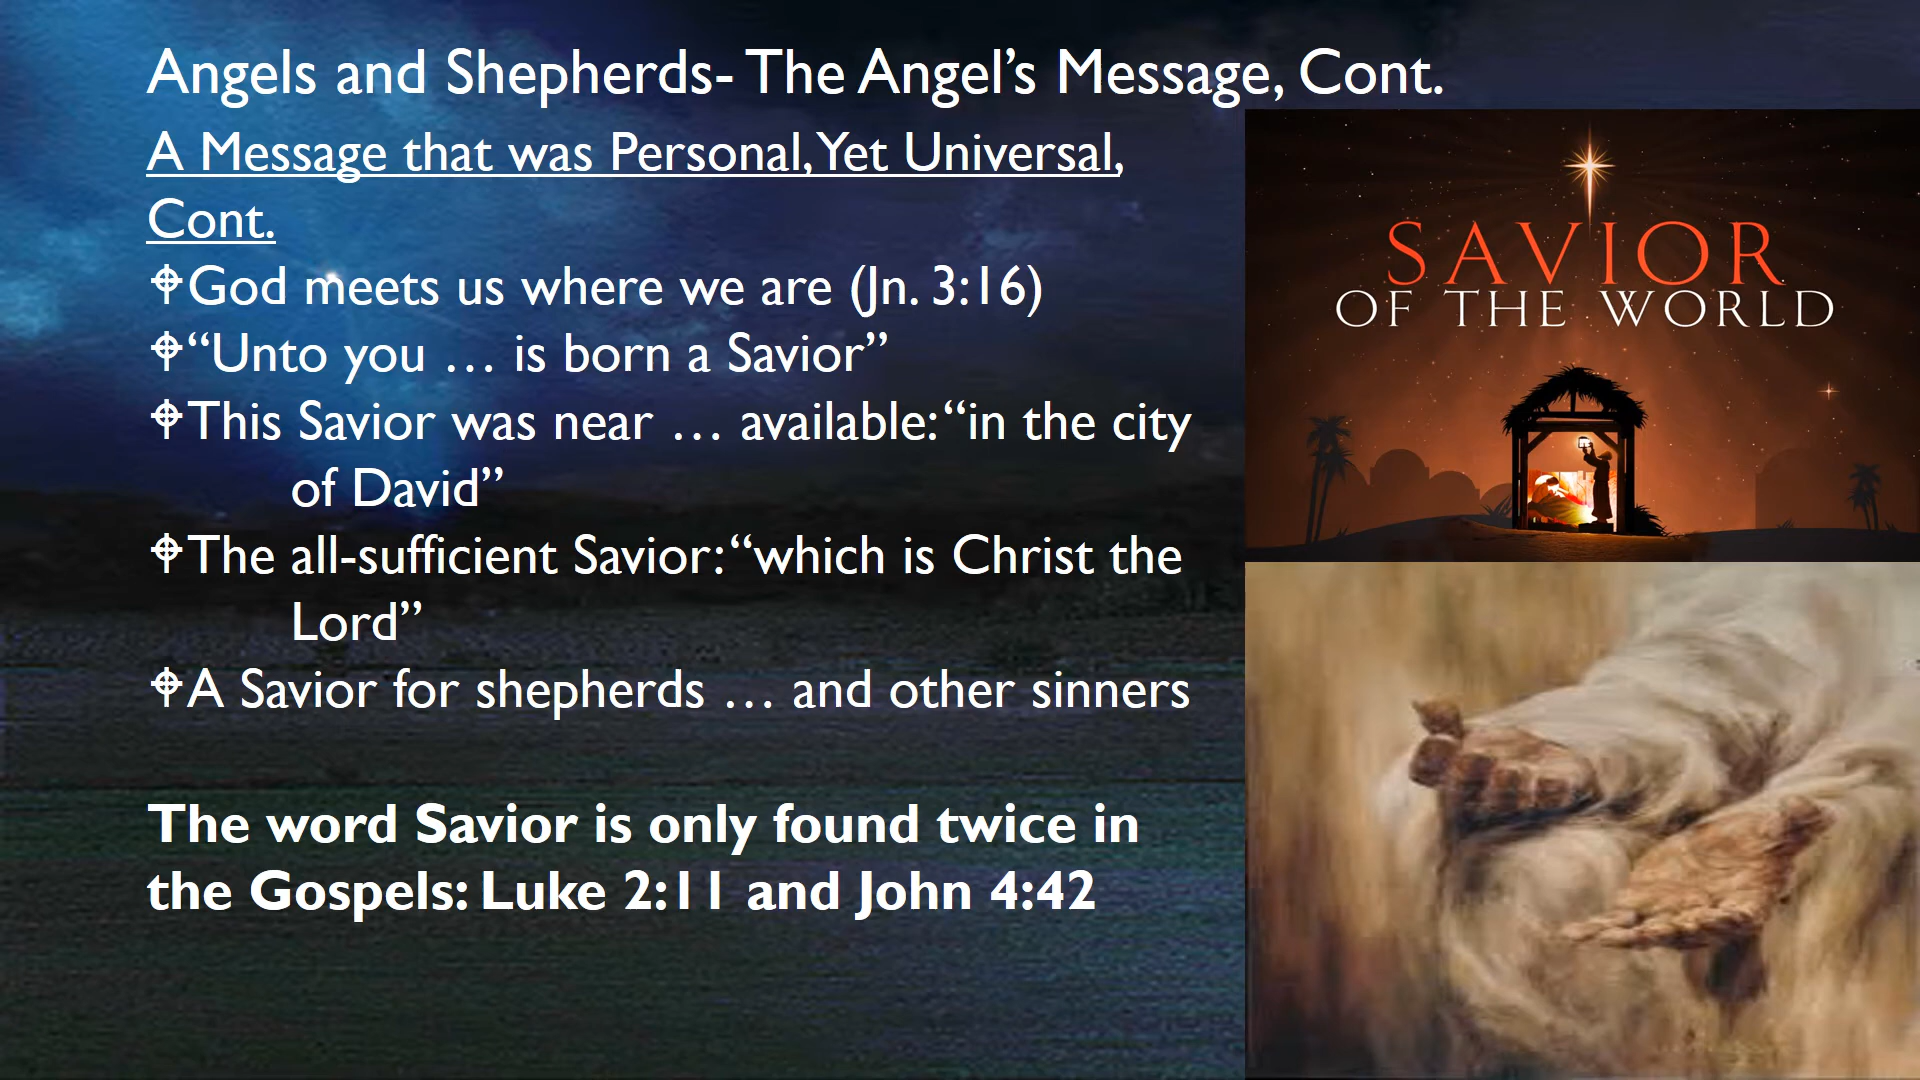 Angels and Shepherds- The Angel’s Message, Cont.
A Message that was Personal, Yet Universal,
Cont.
God meets us where we are (Jn. 3:16)
“Unto you … is born a Savior”
This Savior was near … available: “in the city
of David”
The all-sufficient Savior: “which is Christ the
Lord”
A Savior for shepherds … and other sinners
The word Savior is only found twice in
the Gospels: Luke 2:11 and John 4:42
SAVIOR
OF THE WORLD